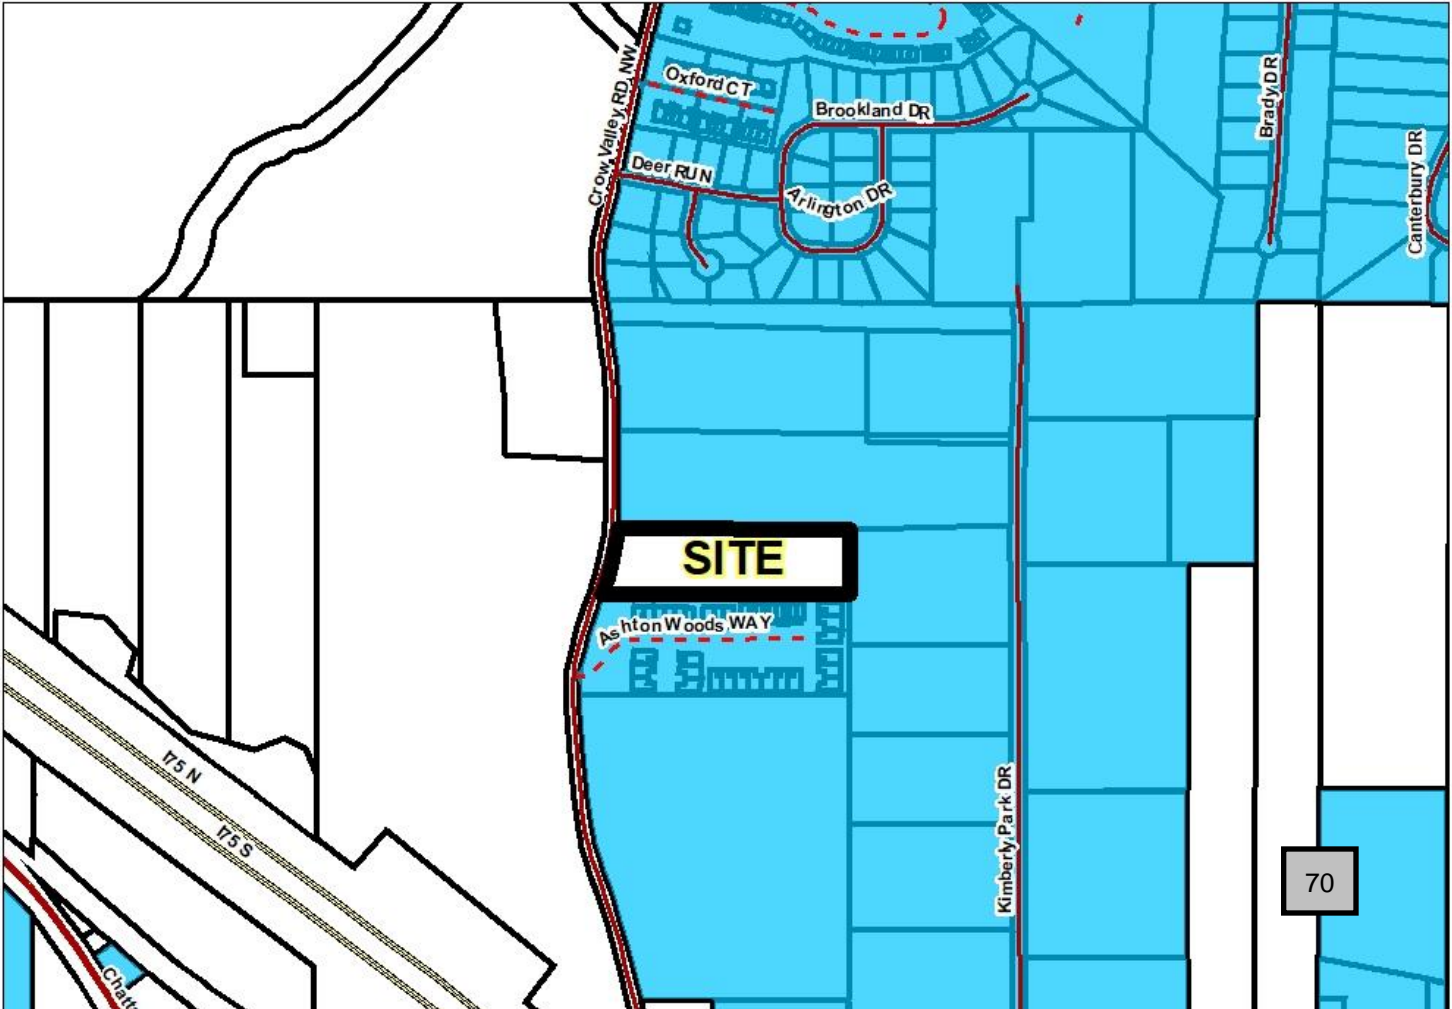 Oxford CT
Crow Valley RD, NW
Brookland DR
Brady DR
Deer RUN
Canterbury DR
Arlington DR
SITE
Ashton Woods WAY
I75 N
I75 S
Kimberly Park DR
70